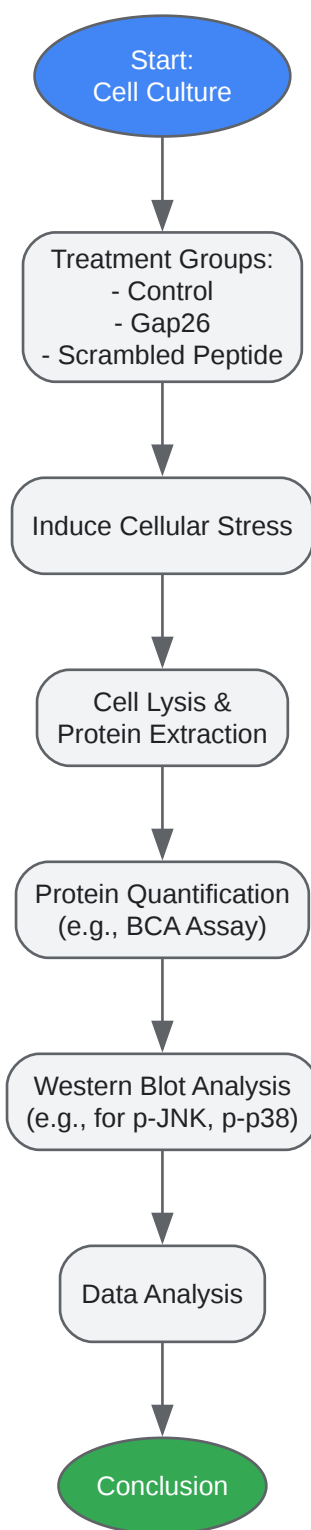 Start:
Cell Culture
Treatment Groups:
- Control
- Gap26
- Scrambled Peptide
Induce Cellular Stress
Cell Lysis &
Protein Extraction
Protein Quantification
(e.g., BCA Assay)
Western Blot Analysis
(e.g., for p-JNK, p-p38)
Data Analysis
Conclusion